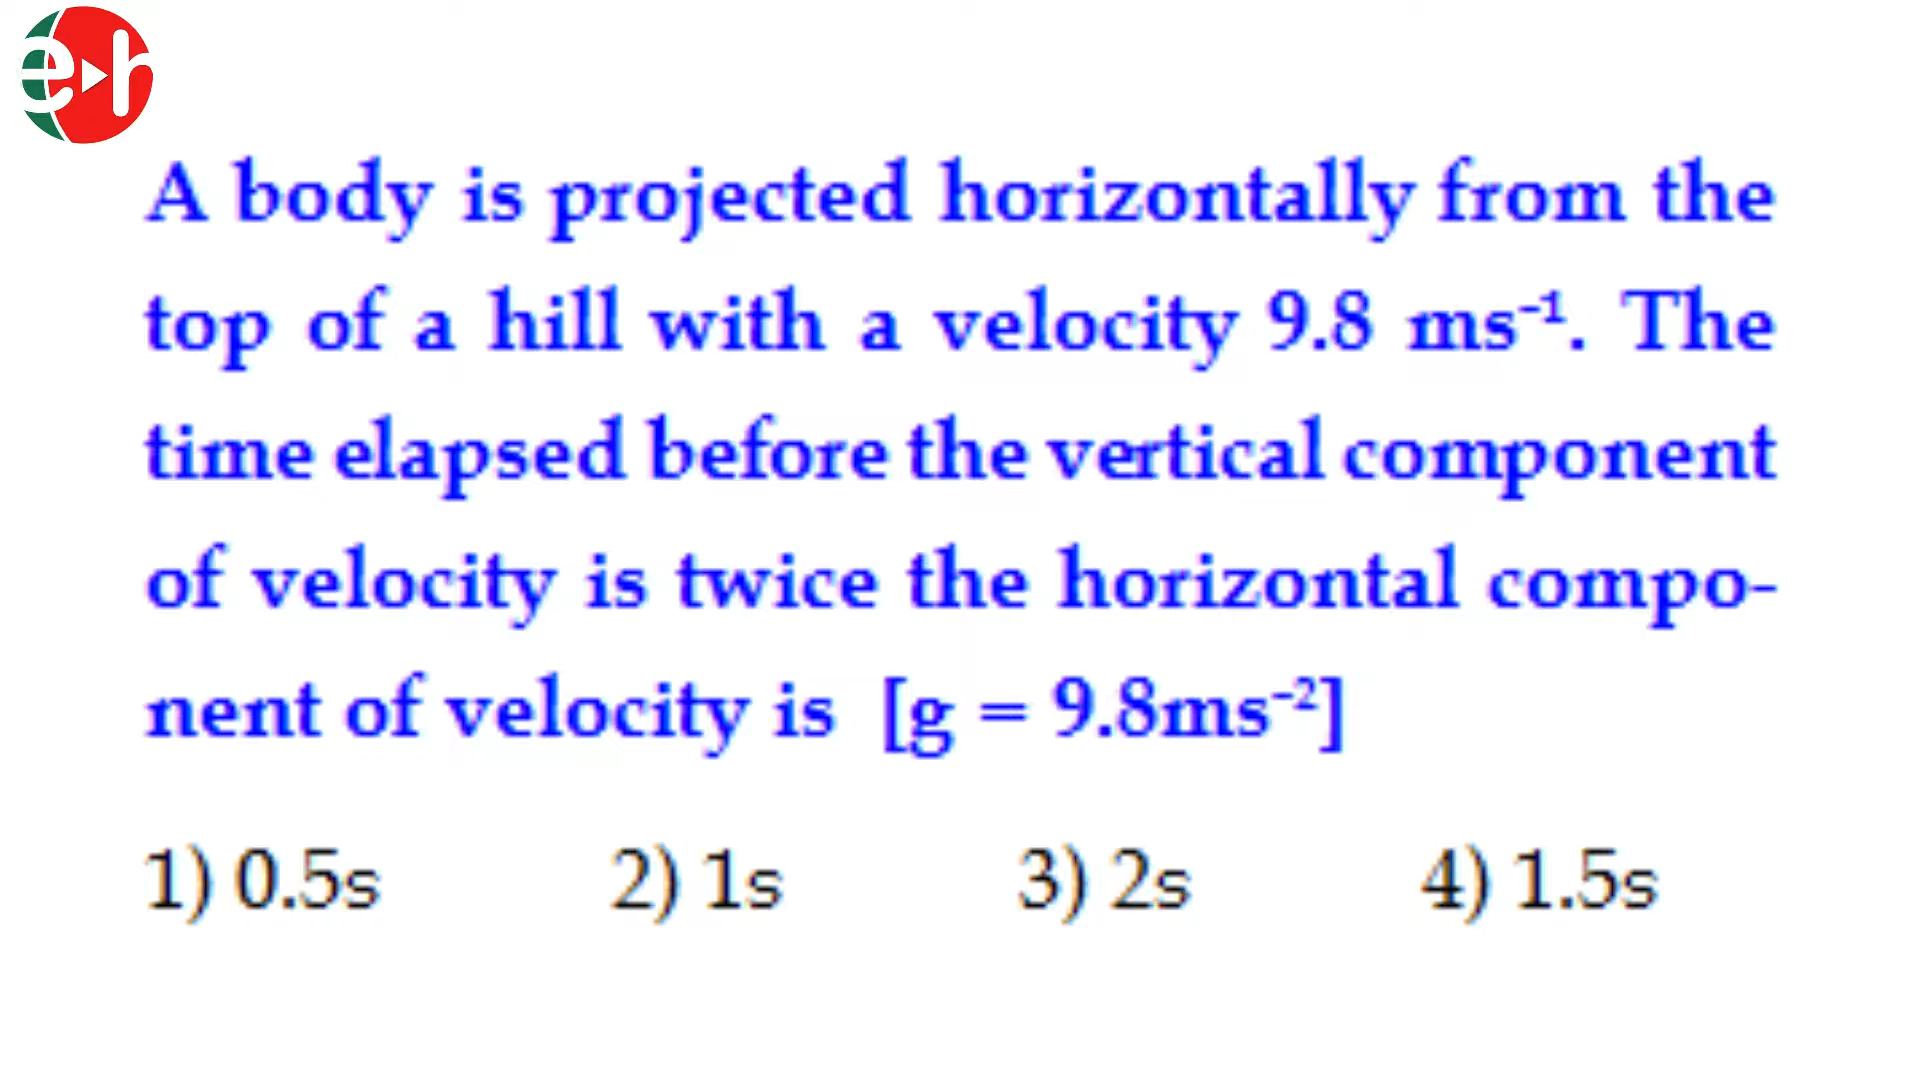 eh
A body is projected horizontally from the
top of a hill with a velocity 9.8 ms⁻¹. The
time elapsed before the vertical component
of velocity is twice the horizontal compo-
nent of velocity is [g = 9.8ms⁻²]
1) 0.5s 2) 1s 3) 2s 4) 1.5s